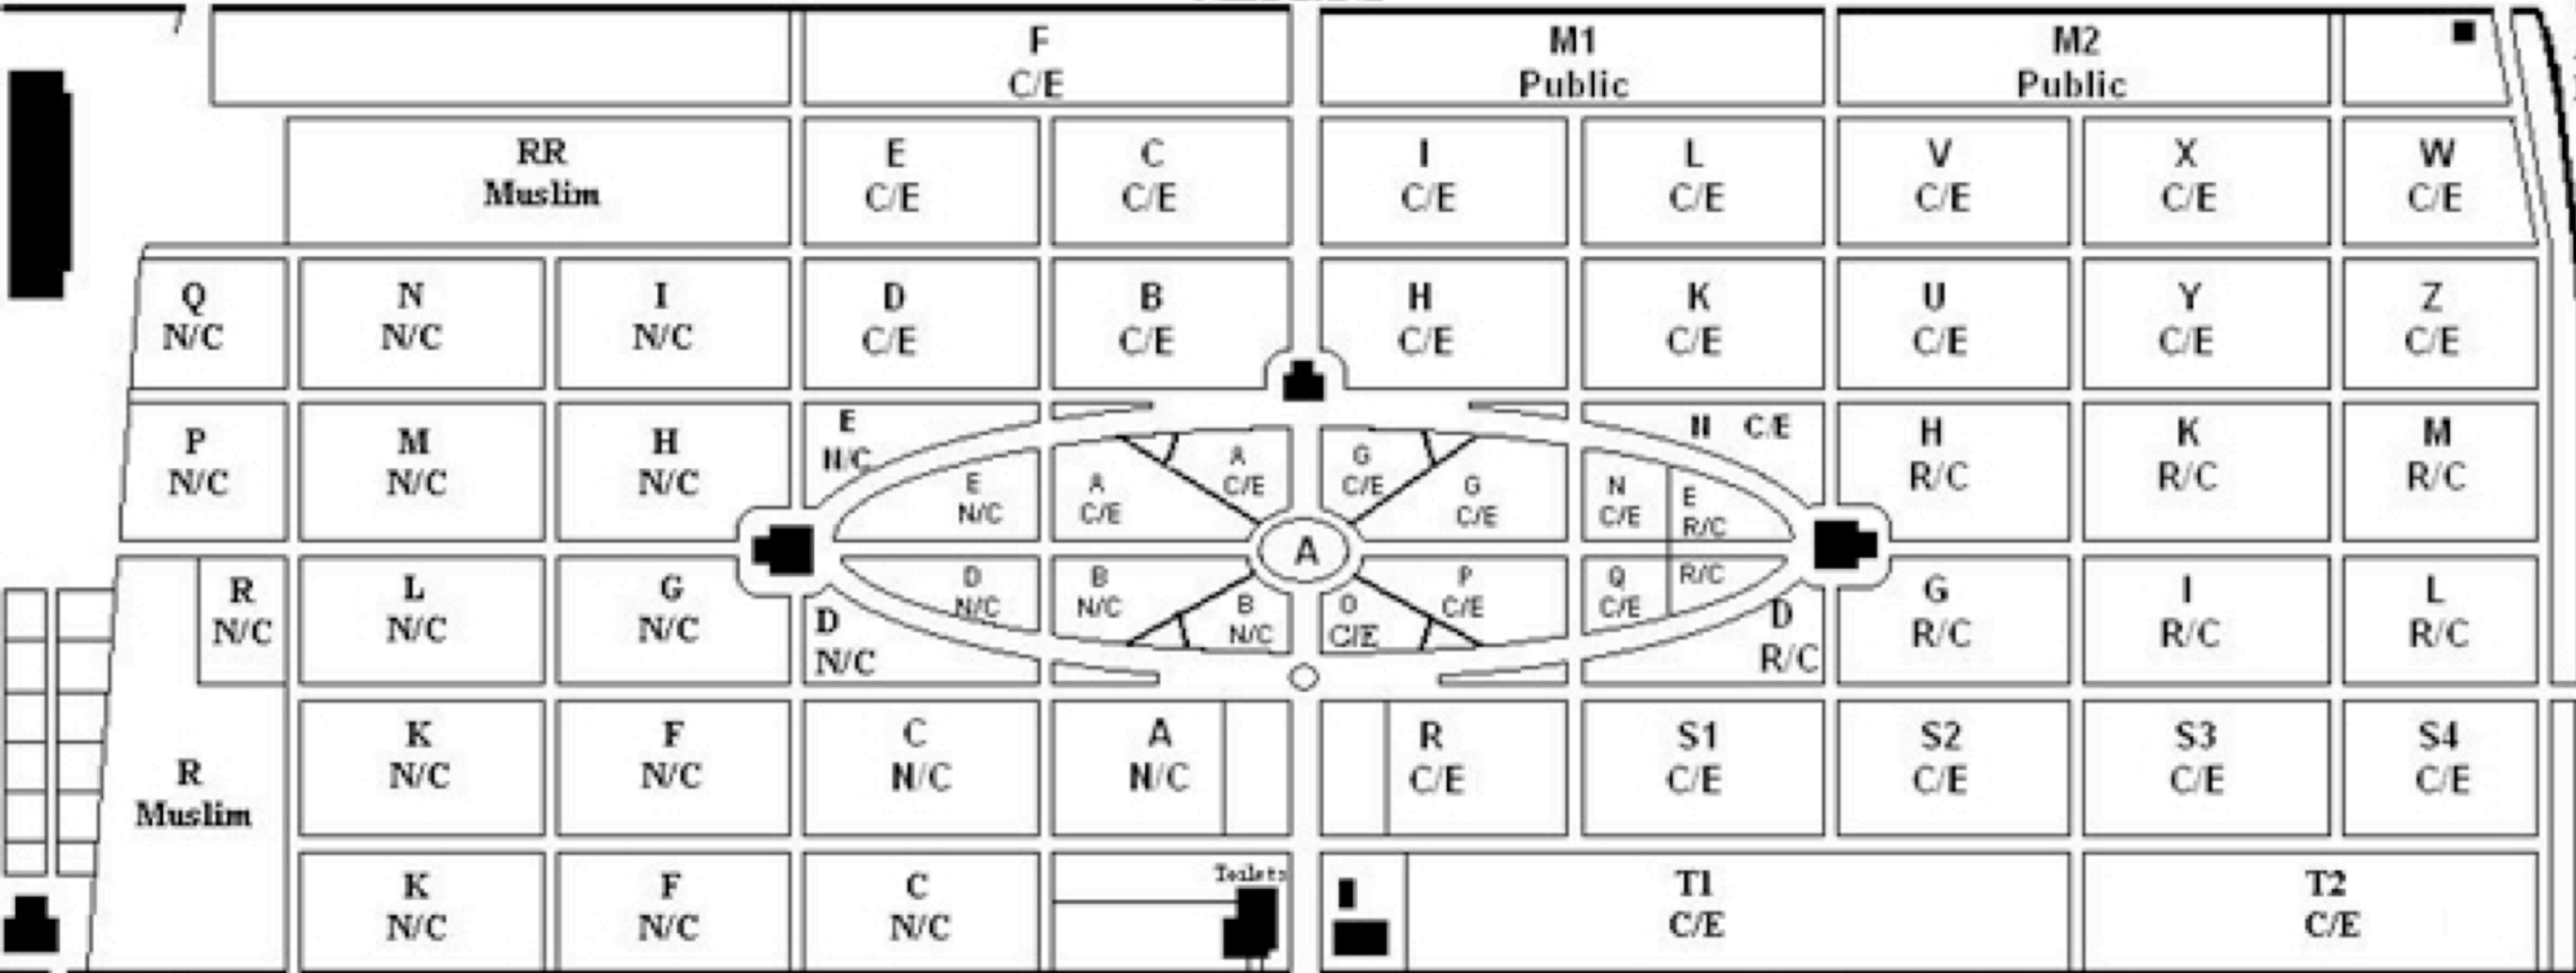 F
C/E
M1
Public
M2
Public
RR
Muslim
E
C/E
C
C/E
I
C/E
L
C/E
V
C/E
X
C/E
W
C/E
Q
N/C
N
N/C
I
N/C
D
C/E
B
C/E
H
C/E
K
C/E
U
C/E
Y
C/E
Z
C/E
P
N/C
M
N/C
H
N/C
E
N/C
E
N/C
A
C/E
A
C/E
G
C/E
G
C/E
N
C/E
E
R/C
N C/E
H
R/C
K
R/C
M
R/C
A
R
N/C
L
N/C
G
N/C
D
N/C
D
N/C
B
N/C
B
N/C
O
C/E
P
C/E
Q
C/E
R/C
D
R/C
G
R/C
I
R/C
L
R/C
R
Muslim
K
N/C
F
N/C
C
N/C
A
N/C
R
C/E
S1
C/E
S2
C/E
S3
C/E
S4
C/E
K
N/C
F
N/C
C
N/C
Toilets
T1
C/E
T2
C/E